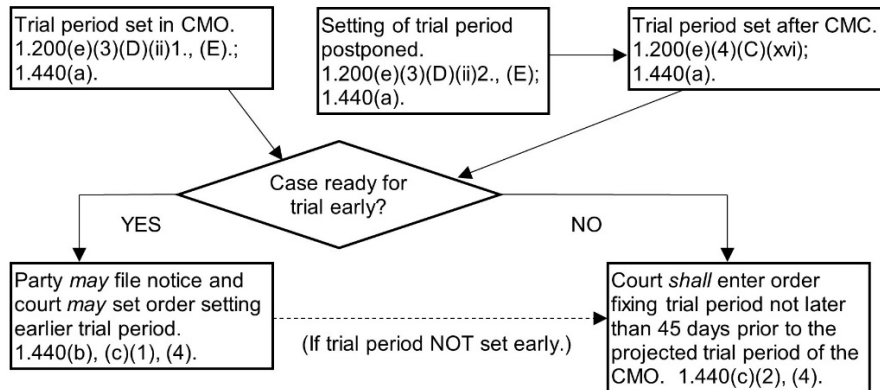 Trial period set in CMO.
1.200(e)(3)(D)(ii)1., (E).;
1.440(a).
Setting of trial period
postponed.
1.200(e)(3)(D)(ii)2., (E);
1.440(a).
Trial period set after CMC.
1.200(e)(4)(C)(xvi);
1.440(a).
Case ready for
trial early?
YES
NO
Party may file notice and
court may set order setting
earlier trial period.
1.440(b), (c)(1), (4).
(If trial period NOT set early.)
Court shall enter order
fixing trial period not later
than 45 days prior to the
projected trial period of the
CMO. 1.440(c)(2), (4).